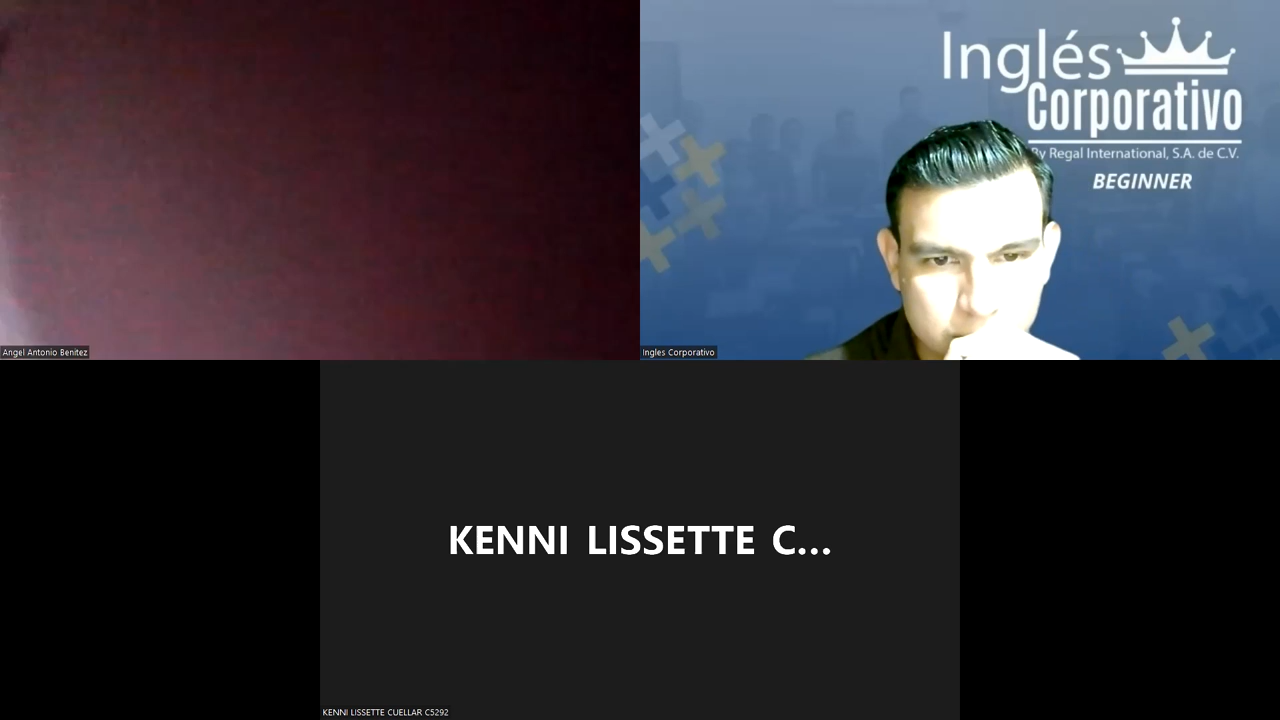 Inglés
Corporativo
By Regal International, S.A. de C.V.
BEGINNER
Angel Antonio Benitez
Ingles Corporativo
KENNI LISSETTE C...
KENNI LISSETTE CUELLAR C5292